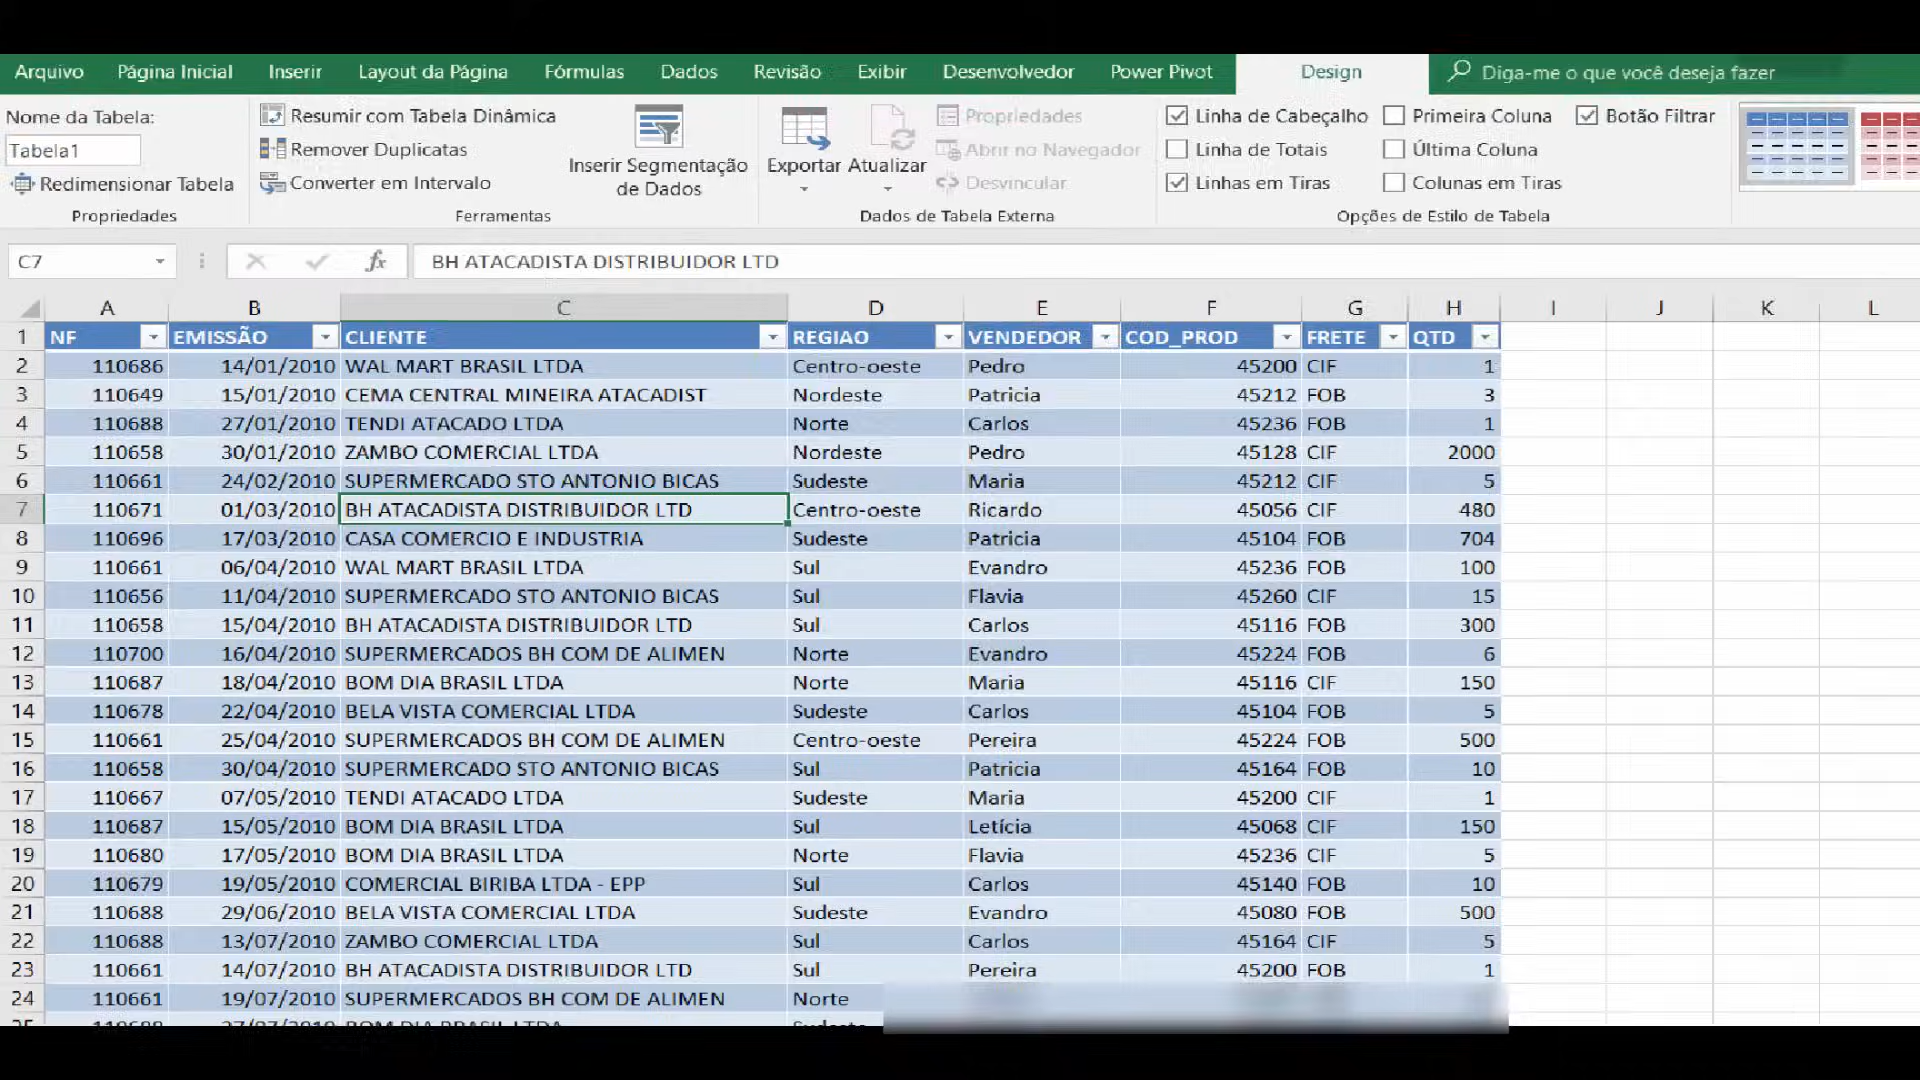 Arquivo Página Inicial Inserir Layout da Página Fórmulas Dados Revisão Exibir Desenvolvedor Power Pivot Design Diga-me o que você deseja fazer
Nome da Tabela:
Tabela1
Redimensionar Tabela
Propriedades
Resumir com Tabela Dinâmica
Remover Duplicatas
Converter em Intervalo
Inserir Segmentação
de Dados
Ferramentas
Exportar Atualizar
Propriedades
Abrir no Navegador
Desvincular
Dados de Tabela Externa
Linha de Cabeçalho Primeira Coluna Botão Filtrar
Linha de Totais Última Coluna
Linhas em Tiras Colunas em Tiras
Opções de Estilo de Tabela
C7 fx BH ATACADISTA DISTRIBUIDOR LTD
A B C D E F G H I J K L
1 NF EMISSÃO CLIENTE REGIAO VENDEDOR COD_PROD FRETE QTD
2 110686 14/01/2010 WAL MART BRASIL LTDA Centro-oeste Pedro 45200 CIF 1
3 110649 15/01/2010 CEMA CENTRAL MINEIRA ATACADIST Nordeste Patricia 45212 FOB 3
4 110688 27/01/2010 TENDI ATACADO LTDA Norte Carlos 45236 FOB 1
5 110658 30/01/2010 ZAMBO COMERCIAL LTDA Nordeste Pedro 45128 CIF 2000
6 110661 24/02/2010 SUPERMERCADO STO ANTONIO BICAS Sudeste Maria 45212 CIF 5
7 110671 01/03/2010 BH ATACADISTA DISTRIBUIDOR LTD Centro-oeste Ricardo 45056 CIF 480
8 110696 17/03/2010 CASA COMERCIO E INDUSTRIA Sudeste Patricia 45104 FOB 704
9 110661 06/04/2010 WAL MART BRASIL LTDA Sul Evandro 45236 FOB 100
10 110656 11/04/2010 SUPERMERCADO STO ANTONIO BICAS Sul Flavia 45260 CIF 15
11 110658 15/04/2010 BH ATACADISTA DISTRIBUIDOR LTD Sul Carlos 45116 FOB 300
12 110700 16/04/2010 SUPERMERCADOS BH COM DE ALIMEN Norte Evandro 45224 FOB 6
13 110687 18/04/2010 BOM DIA BRASIL LTDA Norte Maria 45116 CIF 150
14 110678 22/04/2010 BELA VISTA COMERCIAL LTDA Sudeste Carlos 45104 FOB 5
15 110661 25/04/2010 SUPERMERCADOS BH COM DE ALIMEN Centro-oeste Pereira 45224 FOB 500
16 110658 30/04/2010 SUPERMERCADO STO ANTONIO BICAS Sul Patricia 45164 FOB 10
17 110667 07/05/2010 TENDI ATACADO LTDA Sudeste Maria 45200 CIF 1
18 110687 15/05/2010 BOM DIA BRASIL LTDA Sul Letícia 45068 CIF 150
19 110680 17/05/2010 BOM DIA BRASIL LTDA Norte Flavia 45236 CIF 5
20 110679 19/05/2010 COMERCIAL BIRIBA LTDA - EPP Sul Carlos 45140 FOB 10
21 110688 29/06/2010 BELA VISTA COMERCIAL LTDA Sudeste Evandro 45080 FOB 500
22 110688 13/07/2010 ZAMBO COMERCIAL LTDA Sul Carlos 45164 CIF 5
23 110661 14/07/2010 BH ATACADISTA DISTRIBUIDOR LTD Sul Pereira 45200 FOB 1
24 110661 19/07/2010 SUPERMERCADOS BH COM DE ALIMEN Norte